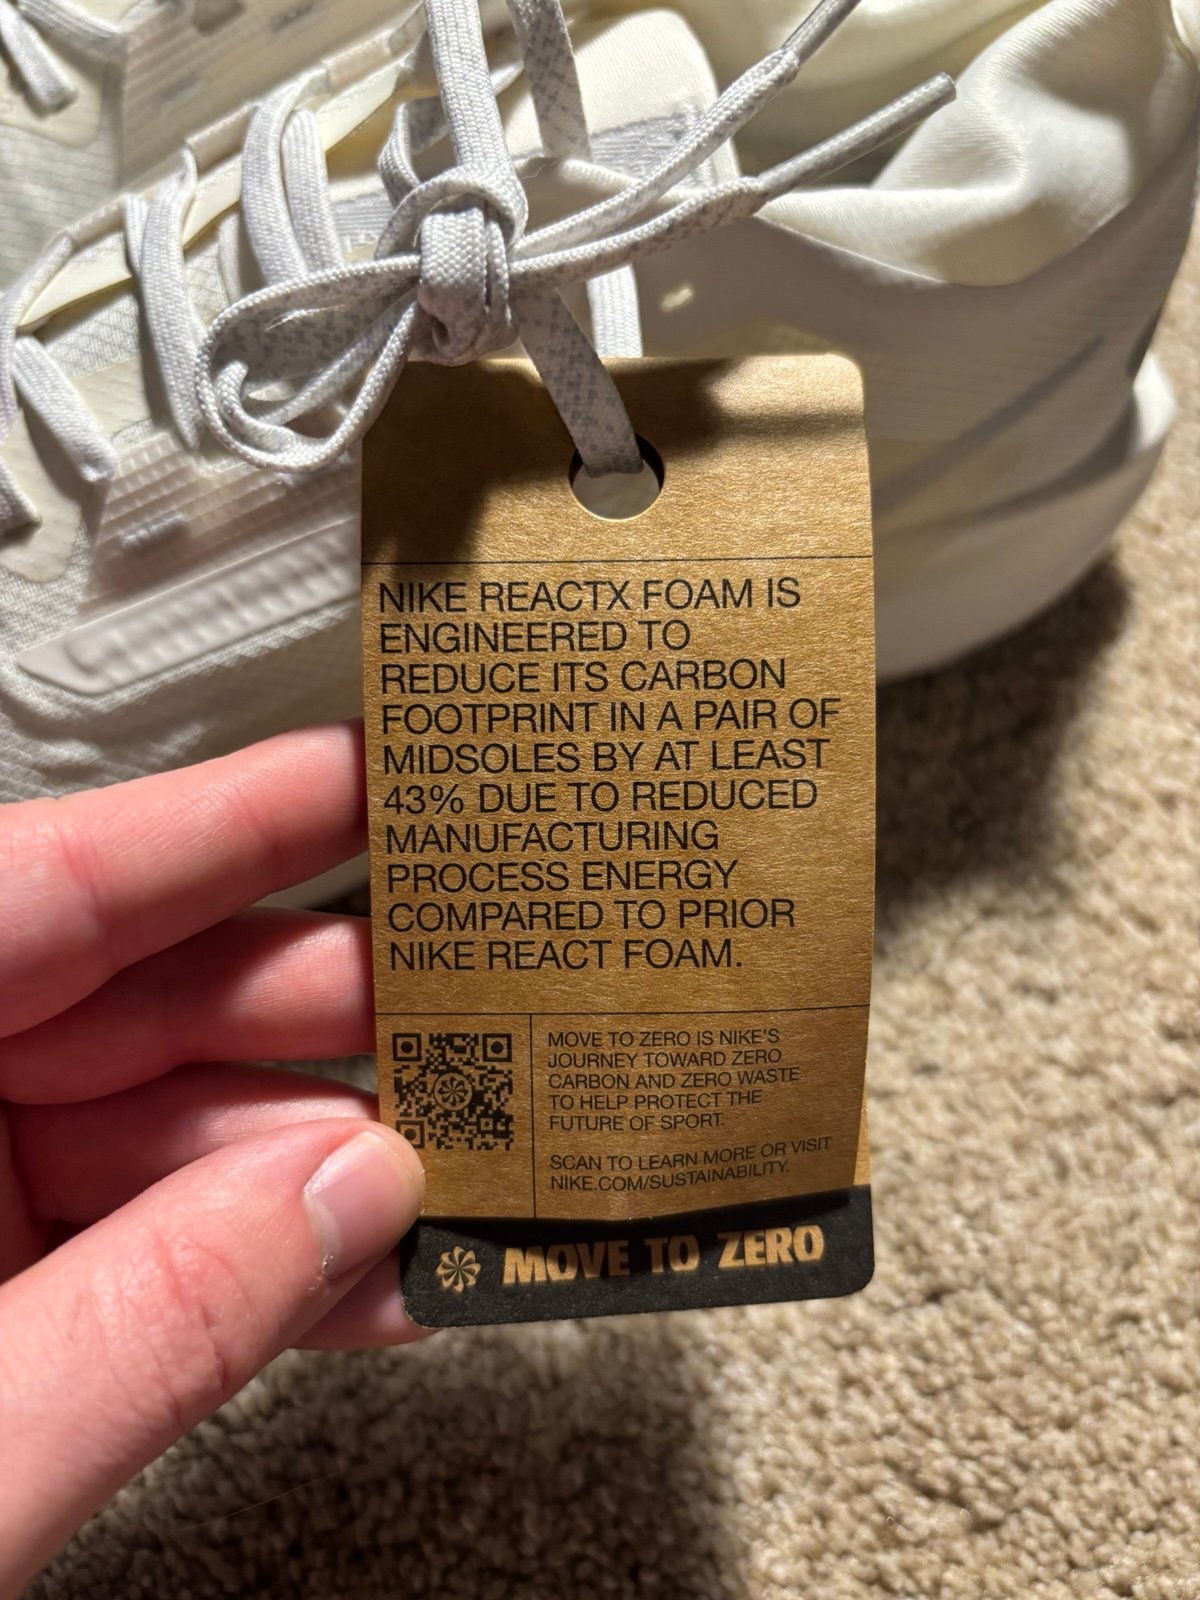 NIKE REACTX FOAM IS
ENGINEERED TO
REDUCE ITS CARBON
FOOTPRINT IN A PAIR OF
MIDSOLES BY AT LEAST
43% DUE TO REDUCED
MANUFACTURING
PROCESS ENERGY
COMPARED TO PRIOR
NIKE REACT FOAM.
MOVE TO ZERO IS NIKE'S
JOURNEY TOWARD ZERO
CARBON AND ZERO WASTE
TO HELP PROTECT THE
FUTURE OF SPORT.
SCAN TO LEARN MORE OR VISIT
NIKE.COM/SUSTAINABILITY.
MOVE TO ZERO